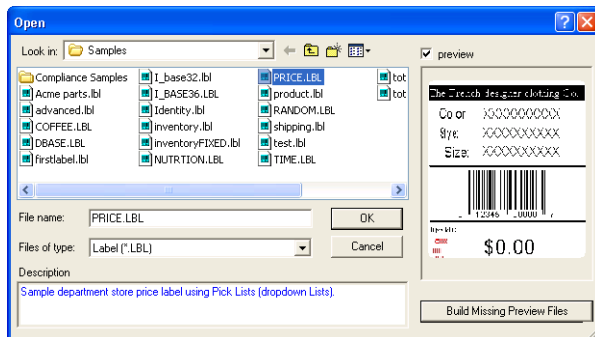 Open
Look in: Samples
preview
Compliance Samples
Acme parts.lbl
advanced.lbl
COFFEE.LBL
DBASE.LBL
firstlabel.lbl
I_base32.lbl
I_BASE36.LBL
Identity.lbl
inventory.lbl
inventoryFIXED.lbl
NUTRTION.LBL
PRICE.LBL
product.lbl
RANDOM.LBL
shipping.lbl
test.lbl
TIME.LBL
tot
tot
The French designer clothing Co.
Color XXXXXXXXXX
Stye: XXXXXXXXXX
Size: XXXXXXXXXX
12345 0000 7
$0.00
File name: PRICE.LBL
OK
Files of type: Label (*.LBL)
Cancel
Description
Sample department store price label using Pick Lists (dropdown Lists).
Build Missing Preview Files